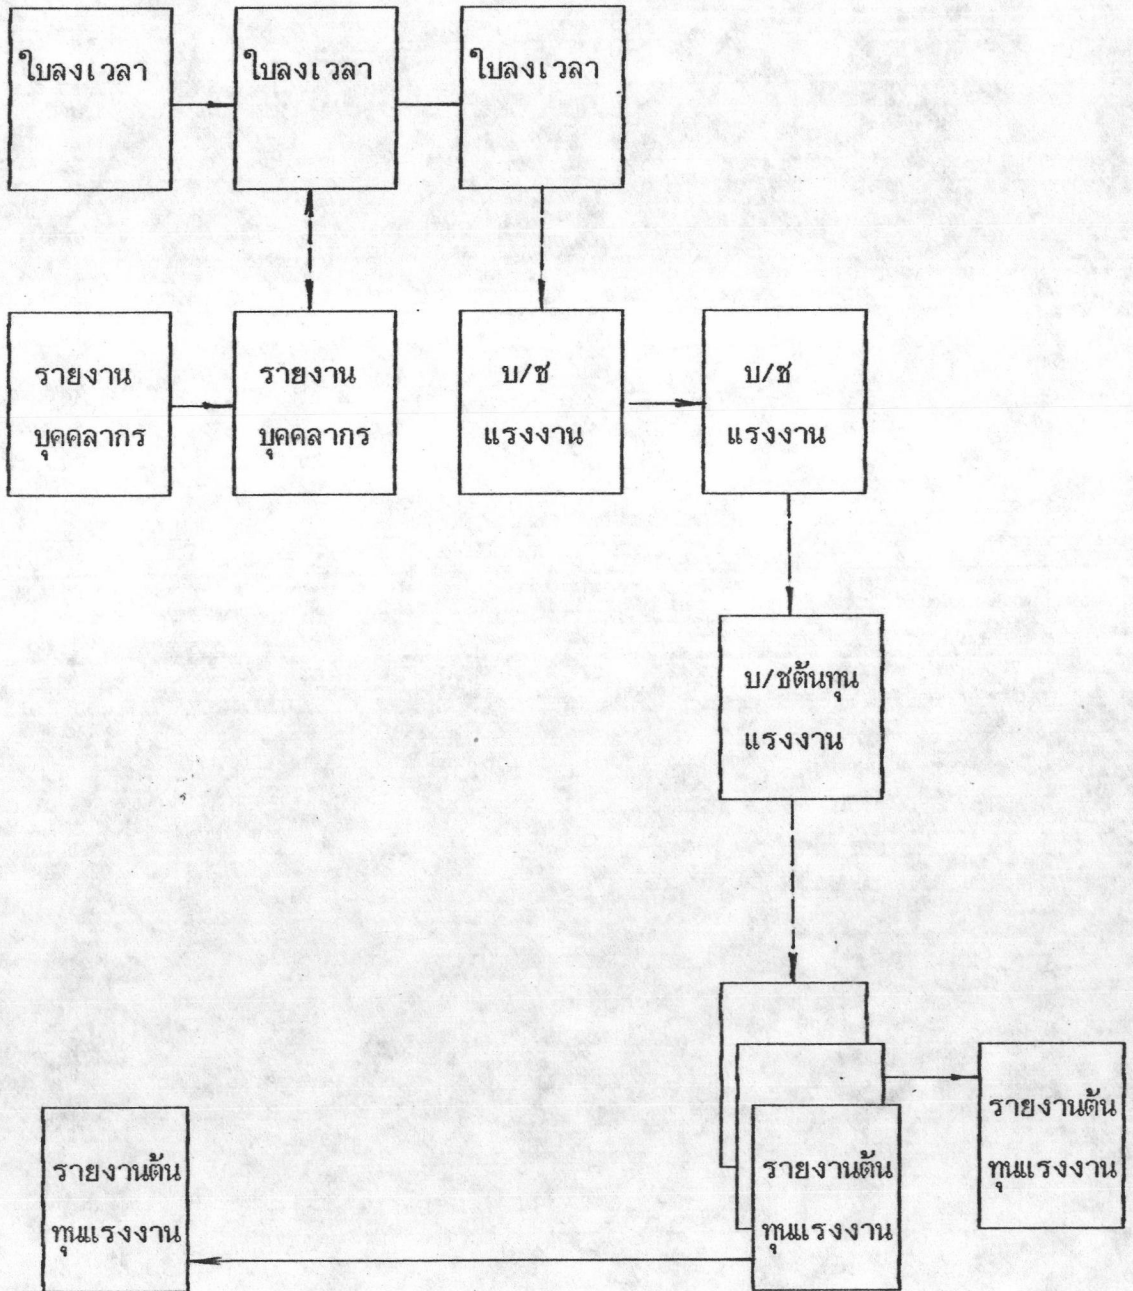 ใบลงเวลา
ใบลงเวลา
ใบลงเวลา
รายงาน
บุคคลากร
รายงาน
บุคคลากร
บ/ช
แรงงาน
บ/ช
แรงงาน
บ/ชต้นทุน
แรงงาน
รายงานต้น
ทุนแรงงาน
รายงานต้น
ทุนแรงงาน
รายงานต้น
ทุนแรงงาน